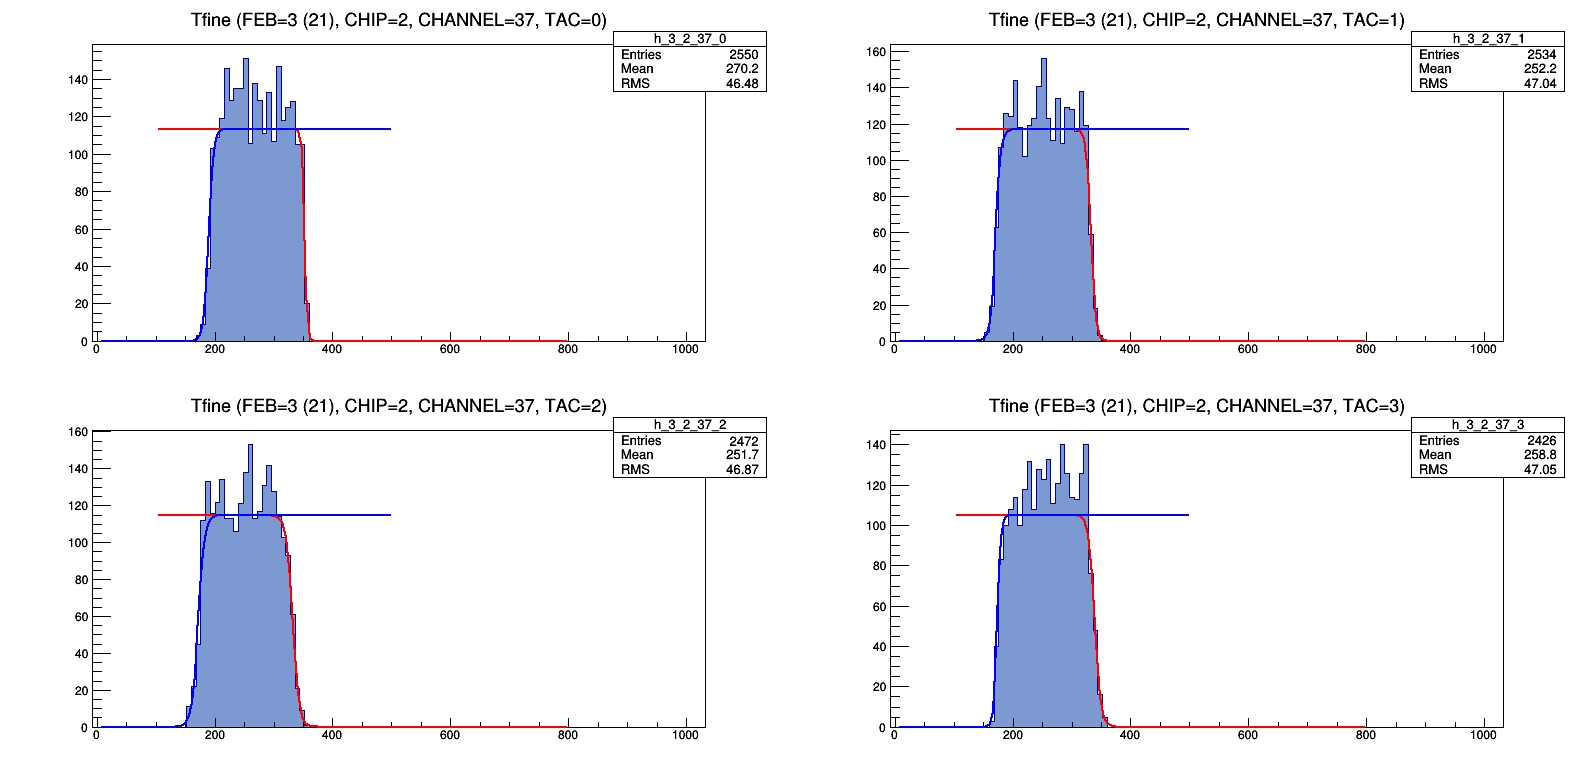 Tfine (FEB=3 (21), CHIP=2, CHANNEL=37, TAC=0)
h_3_2_37_0
Entries 2550
Mean 270.2
RMS 46.48
140
120
100
80
60
40
20
0
0 200 400 600 800 1000
Tfine (FEB=3 (21), CHIP=2, CHANNEL=37, TAC=1)
h_3_2_37_1
Entries 2534
Mean 252.2
RMS 47.04
160
140
120
100
80
60
40
20
0
0 200 400 600 800 1000
Tfine (FEB=3 (21), CHIP=2, CHANNEL=37, TAC=2)
h_3_2_37_2
Entries 2472
Mean 251.7
RMS 46.87
160
140
120
100
80
60
40
20
0
0 200 400 600 800 1000
Tfine (FEB=3 (21), CHIP=2, CHANNEL=37, TAC=3)
h_3_2_37_3
Entries 2426
Mean 258.8
RMS 47.05
140
120
100
80
60
40
20
0
0 200 400 600 800 1000